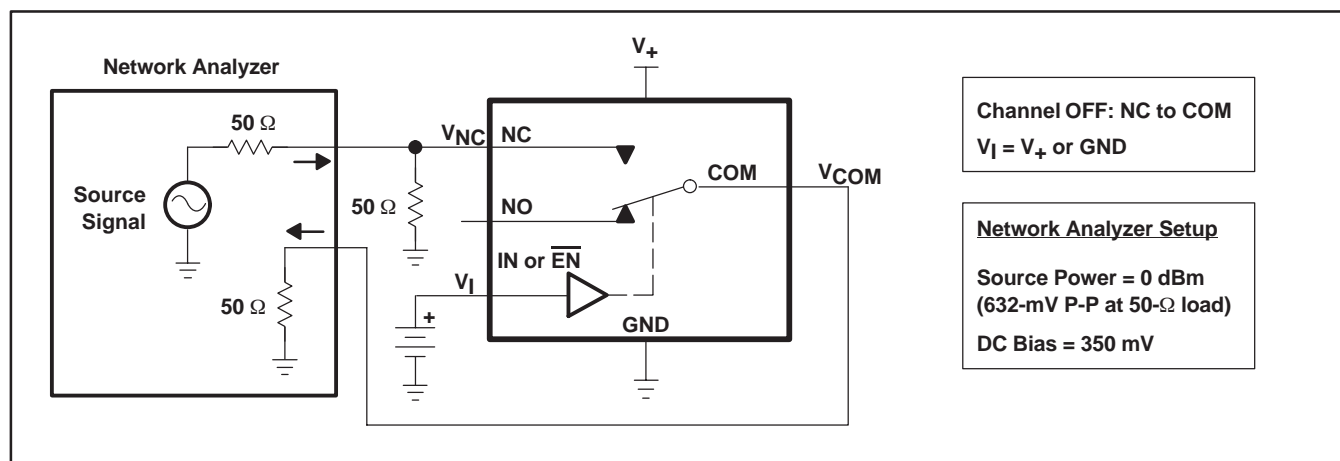 V+
Network Analyzer
50 Ω
Source
Signal
50 Ω
VNC
NC
50 Ω
NO
COM
VCOM
IN or E̅N̅
VI
+
GND
Channel OFF: NC to COM
VI = V+ or GND
Network Analyzer Setup
Source Power = 0 dBm
(632-mV P-P at 50-Ω load)
DC Bias = 350 mV